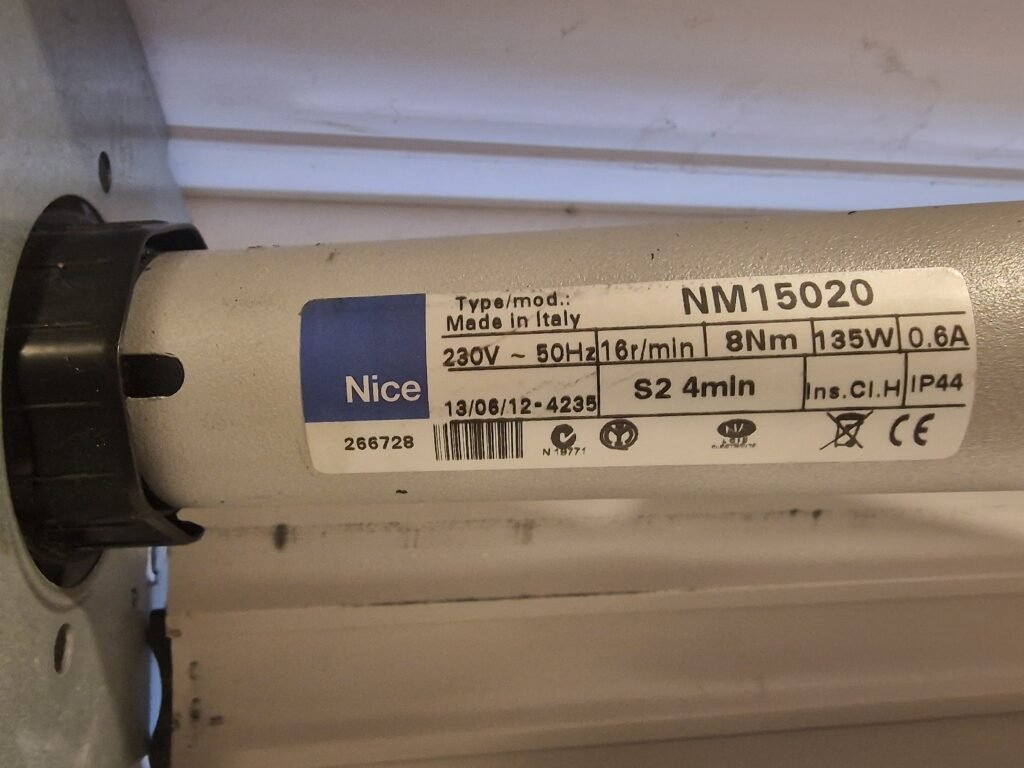 Nice
266728
Type/mod.: NM15020
Made in Italy
230V ~ 50Hz 16r/min 8Nm 135W 0.6A
13/06/12-4235 S2 4min Ins.Cl.H IP44
N 18771
CE